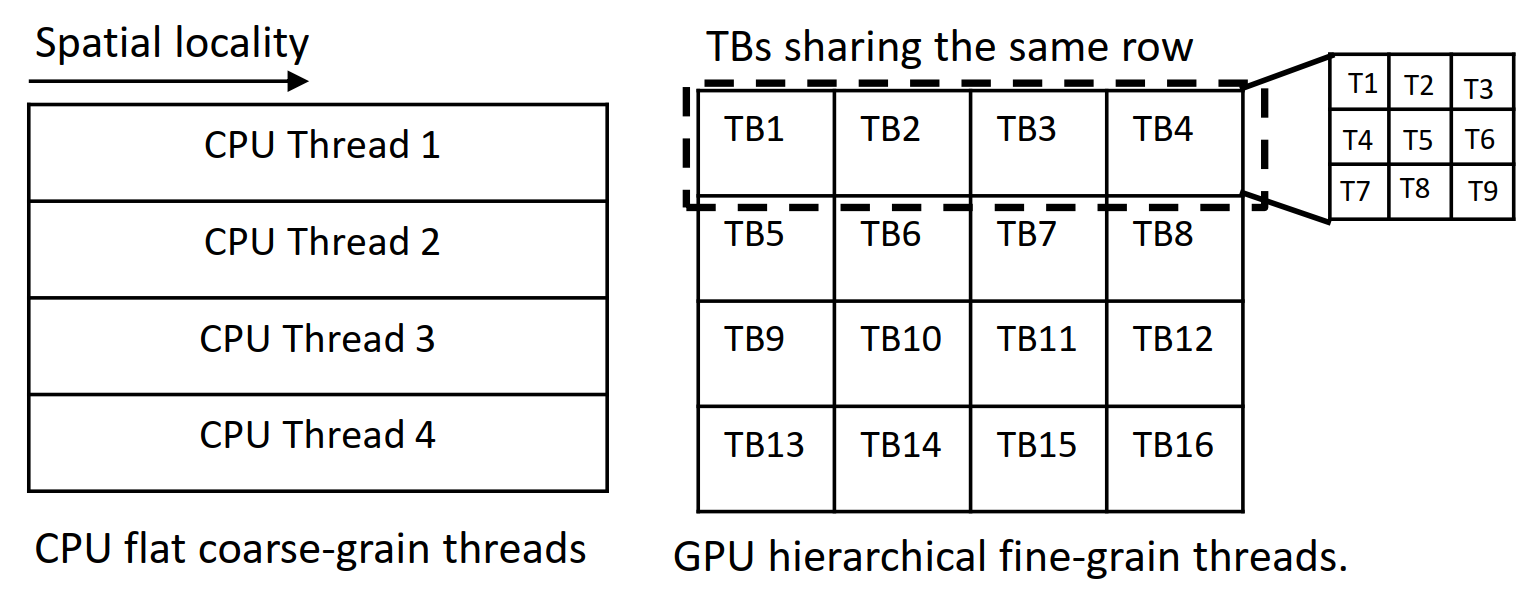 Spatial locality
CPU Thread 1
CPU Thread 2
CPU Thread 3
CPU Thread 4
CPU flat coarse-grain threads
TBs sharing the same row
TB1 TB2 TB3 TB4
TB5 TB6 TB7 TB8
TB9 TB10 TB11 TB12
TB13 TB14 TB15 TB16
T1 T2 T3
T4 T5 T6
T7 T8 T9
GPU hierarchical fine-grain threads.